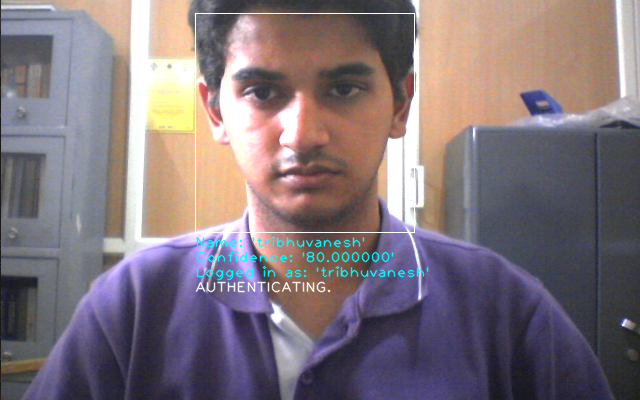 Name: 'tribhuvanesh'
Confidence: '80.000000'
Logged in as: 'tribhuvanesh'
AUTHENTICATING.